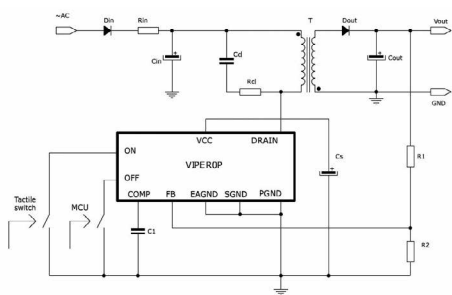 ~AC
Din
Rin
T
Dout
Vout
Cin
Cd
Rcl
Cout
GND
VCC
DRAIN
ON
VIPER0P
OFF
COMP
FB
EAGND
SGND
PGND
Cs
R1
Tactile
switch
MCU
C1
R2